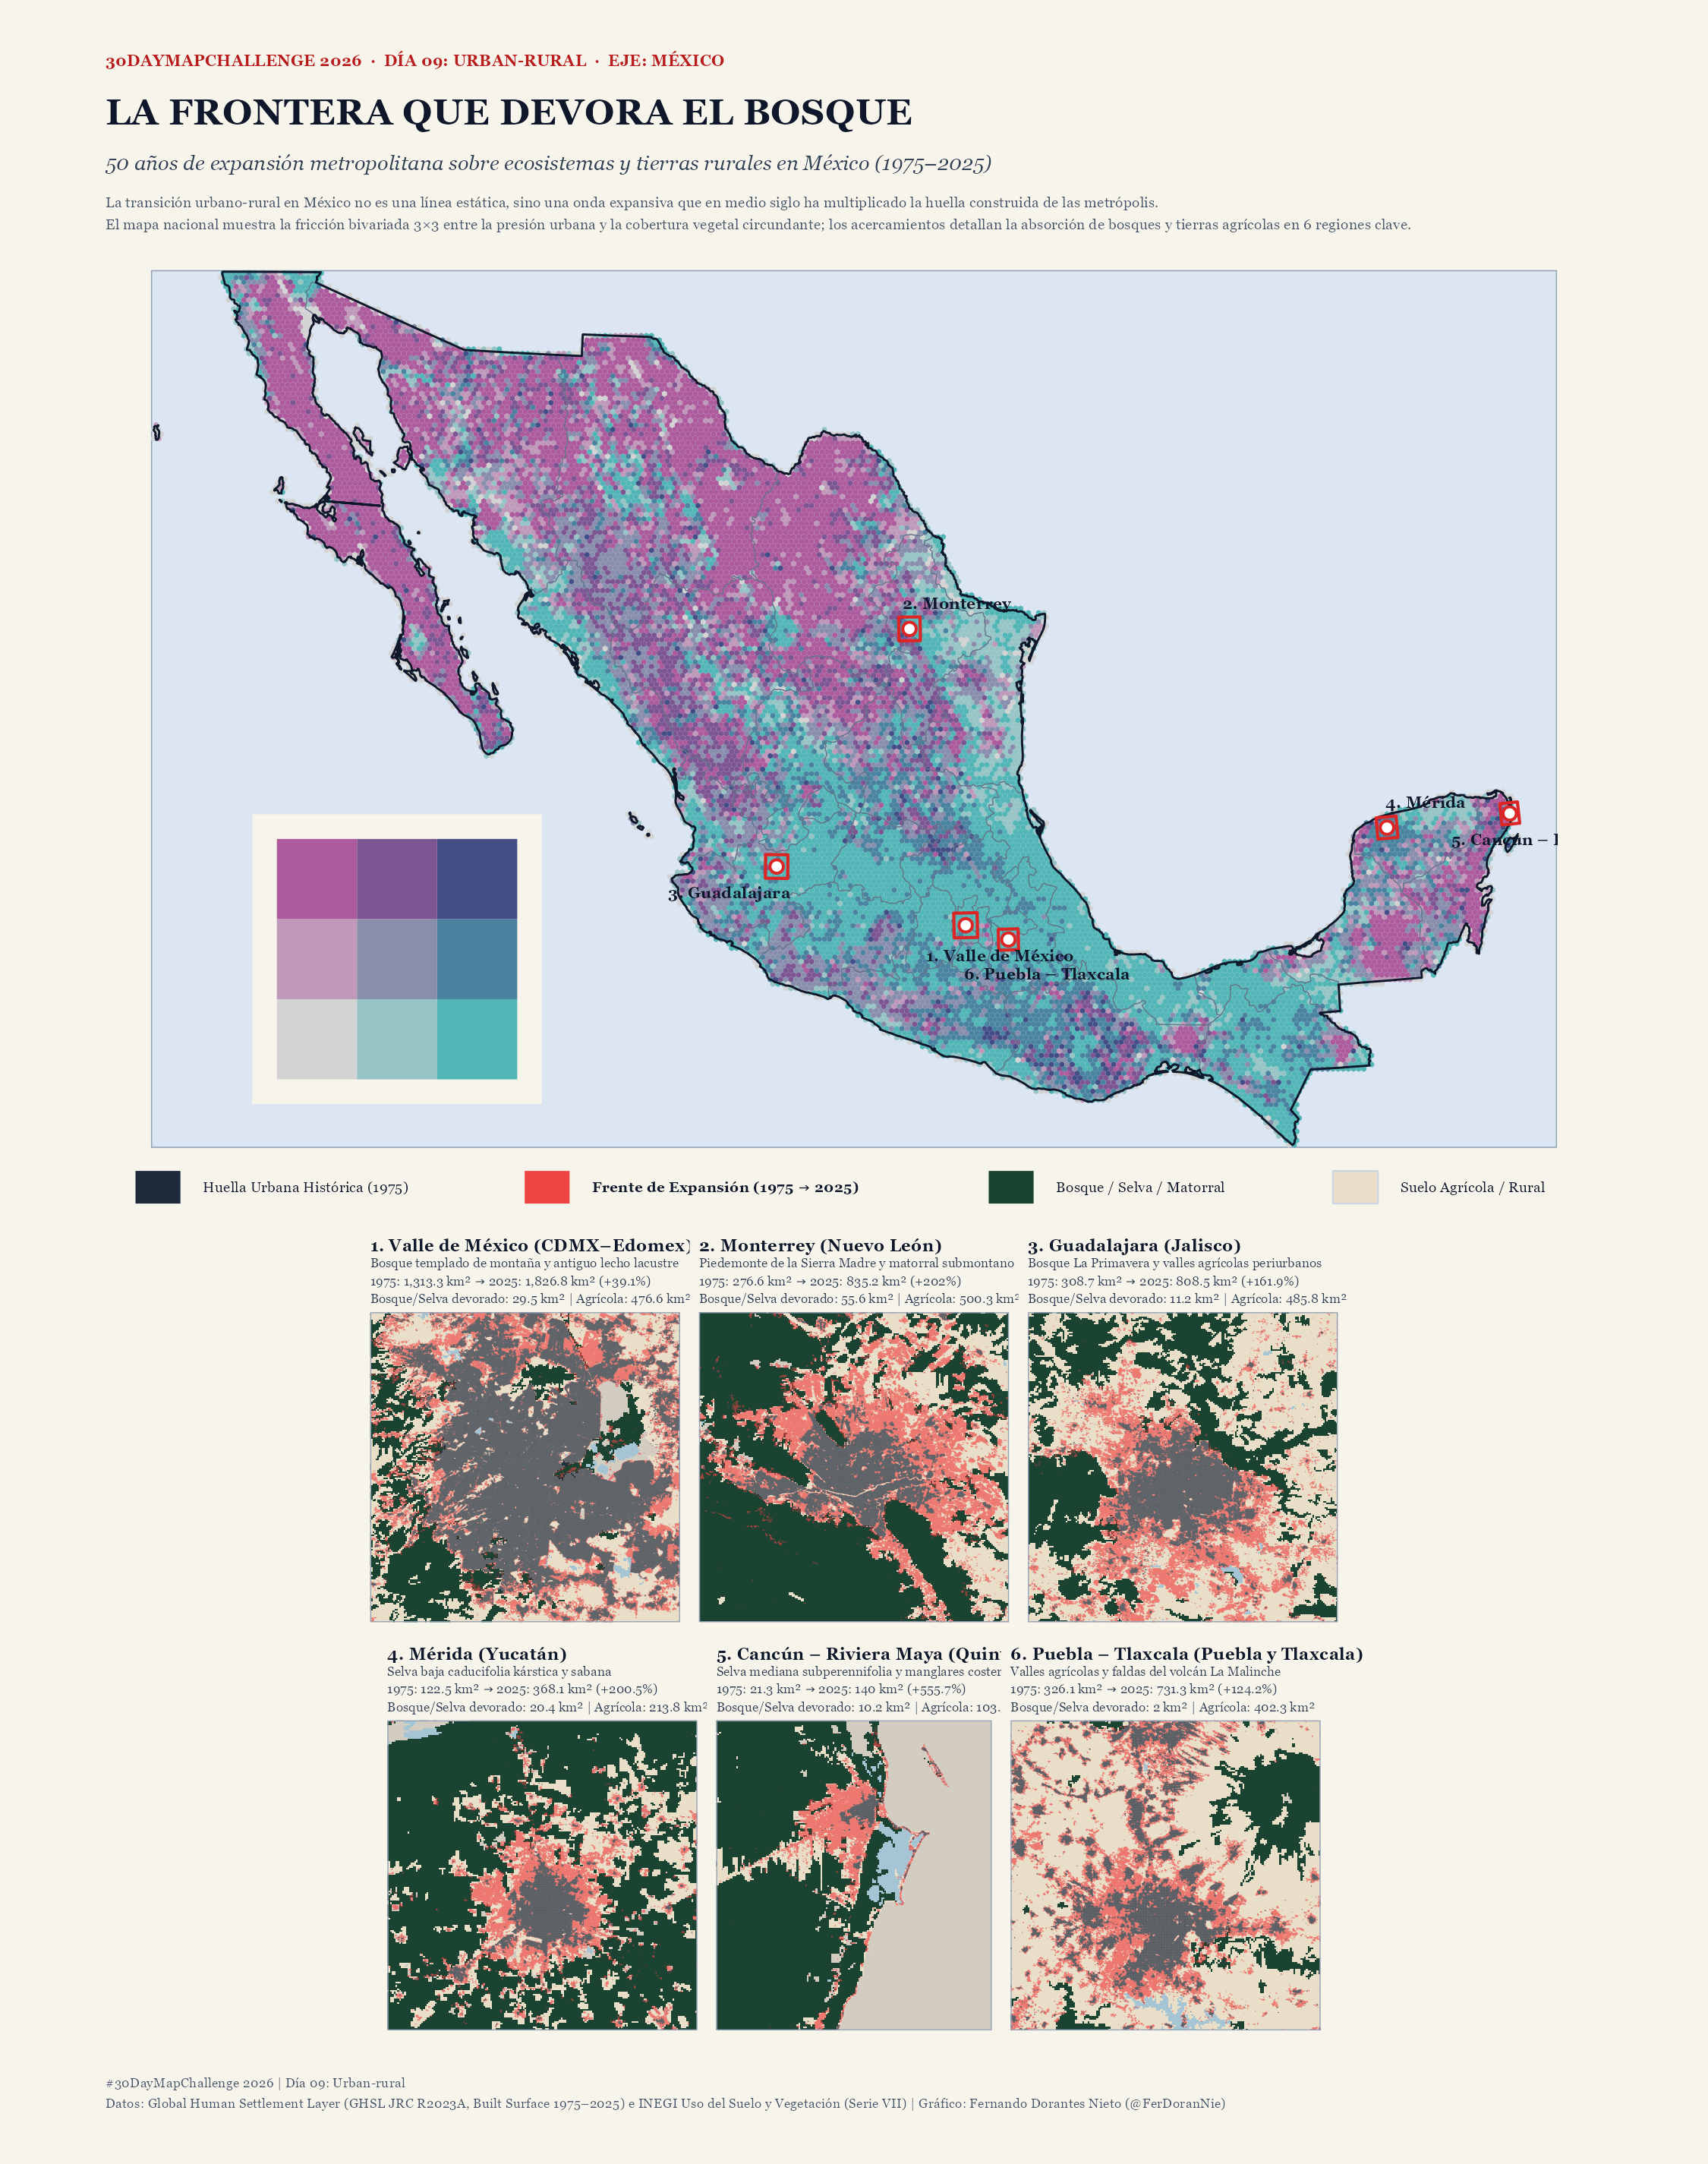 30DAYMAPCHALLENGE 2026 · DÍA 09: URBAN-RURAL · EJE: MÉXICO
LA FRONTERA QUE DEVORA EL BOSQUE
50 años de expansión metropolitana sobre ecosistemas y tierras rurales en México (1975–2025)
La transición urbano-rural en México no es una línea estática, sino una onda expansiva que en medio siglo ha multiplicado la huella construida de las metrópolis.
El mapa nacional muestra la fricción bivariada 3×3 entre la presión urbana y la cobertura vegetal circundante; los acercamientos detallan la absorción de bosques y tierras agrícolas en 6 regiones clave.
2. Monterrey
4. Mérida
5. Cancún –
3. Guadalajara
1. Valle de México
6. Puebla – Tlaxcala
Huella Urbana Histórica (1975)
Frente de Expansión (1975 → 2025)
Bosque / Selva / Matorral
Suelo Agrícola / Rural
1. Valle de México (CDMX–Edomex)
Bosque templado de montaña y antiguo lecho lacustre
1975: 1,313.3 km² → 2025: 1,826.8 km² (+39.1%)
Bosque/Selva devorado: 29.5 km² | Agrícola: 476.6 km²
2. Monterrey (Nuevo León)
Piedemonte de la Sierra Madre y matorral submontano
1975: 276.6 km² → 2025: 835.2 km² (+202%)
Bosque/Selva devorado: 55.6 km² | Agrícola: 500.3 km²
3. Guadalajara (Jalisco)
Bosque La Primavera y valles agrícolas periurbanos
1975: 308.7 km² → 2025: 808.5 km² (+161.9%)
Bosque/Selva devorado: 11.2 km² | Agrícola: 485.8 km²
4. Mérida (Yucatán)
Selva baja caducifolia kárstica y sabana
1975: 122.5 km² → 2025: 368.1 km² (+200.5%)
Bosque/Selva devorado: 20.4 km² | Agrícola: 213.8 km²
5. Cancún – Riviera Maya (Quin
Selva mediana subperennifolia y manglares coster
1975: 21.3 km² → 2025: 140 km² (+555.7%)
Bosque/Selva devorado: 10.2 km² | Agrícola: 103.
6. Puebla – Tlaxcala (Puebla y Tlaxcala)
Valles agrícolas y faldas del volcán La Malinche
1975: 326.1 km² → 2025: 731.3 km² (+124.2%)
Bosque/Selva devorado: 2 km² | Agrícola: 402.3 km²
#30DayMapChallenge 2026 | Día 09: Urban-rural
Datos: Global Human Settlement Layer (GHSL JRC R2023A, Built Surface 1975–2025) e INEGI Uso del Suelo y Vegetación (Serie VII) | Gráfico: Fernando Dorantes Nieto (@FerDoranNie)